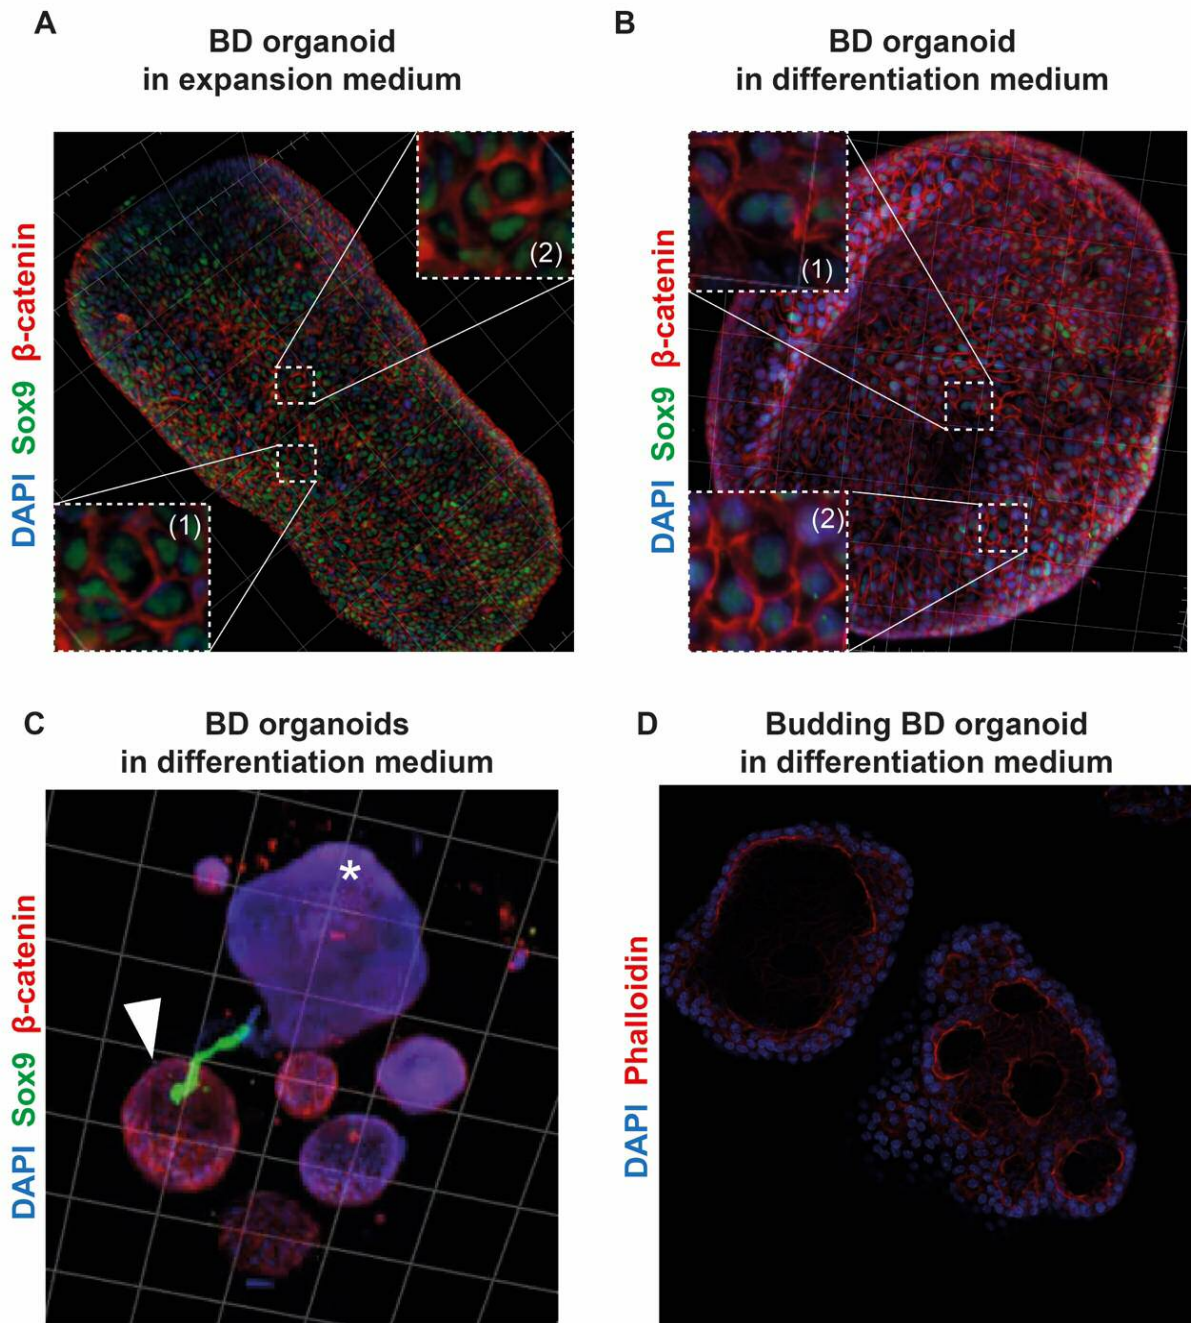 A
BD organoid
in expansion medium
DAPI Sox9 β-catenin
(2)
(1)
B
BD organoid
in differentiation medium
DAPI Sox9 β-catenin
(1)
(2)
C
BD organoids
in differentiation medium
DAPI Sox9 β-catenin
*
D
Budding BD organoid
in differentiation medium
DAPI Phalloidin